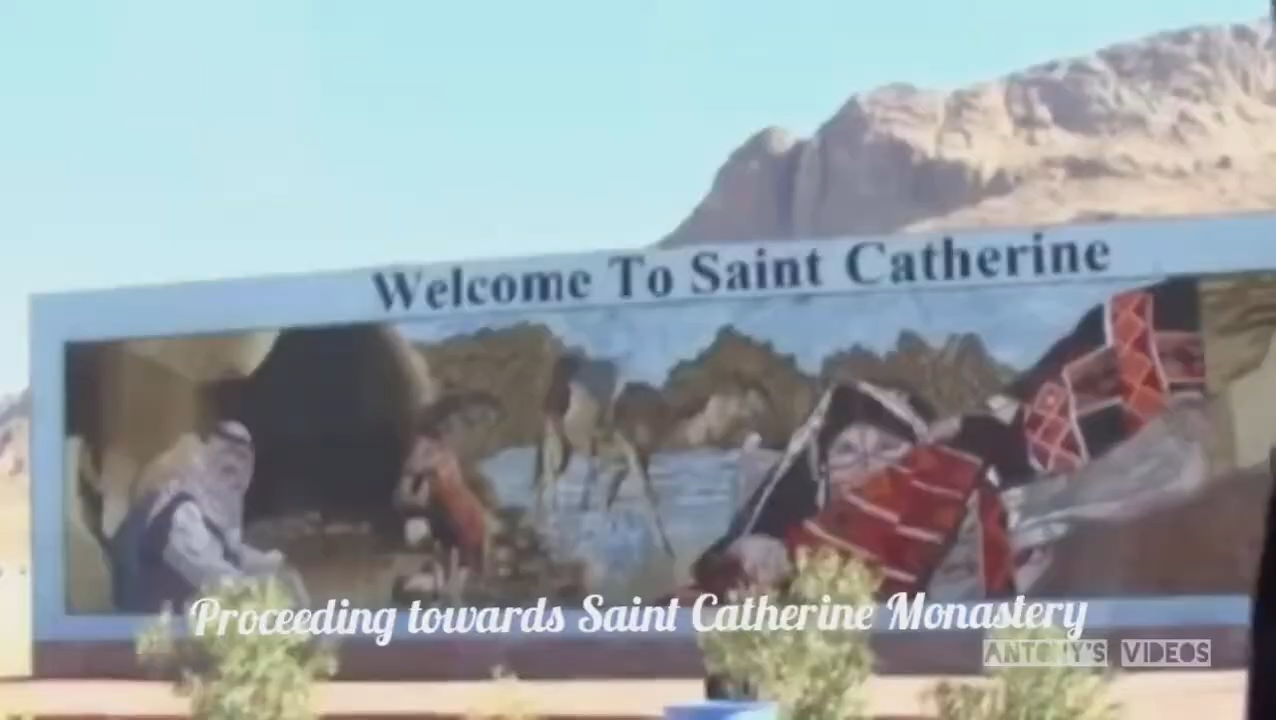 Welcome To Saint Catherine
Proceeding towards Saint Catherine Monastery
ANTONY'S VIDEOS